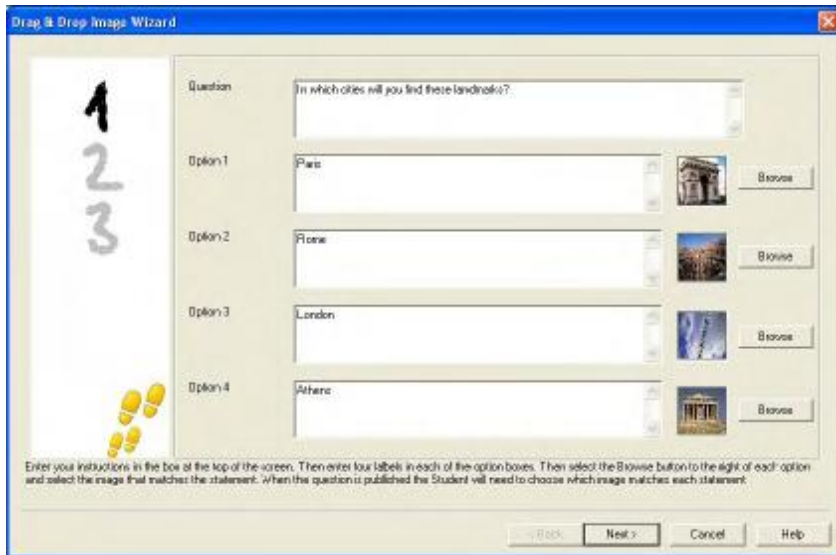 Drag & Drop Image Wizard
1
2
3
Question
In which cities will you find these landmarks?
Option 1
Paris
Browse
Option 2
Rome
Browse
Option 3
London
Browse
Option 4
Athens
Browse
Enter your instructions in the box at the top of the screen. Then enter four labels in each of the option boxes. Then select the Browse button to the right of each option
and select the image that matches the statement. When the question is published the Student will need to choose which image matches each statement
< Back
Next >
Cancel
Help